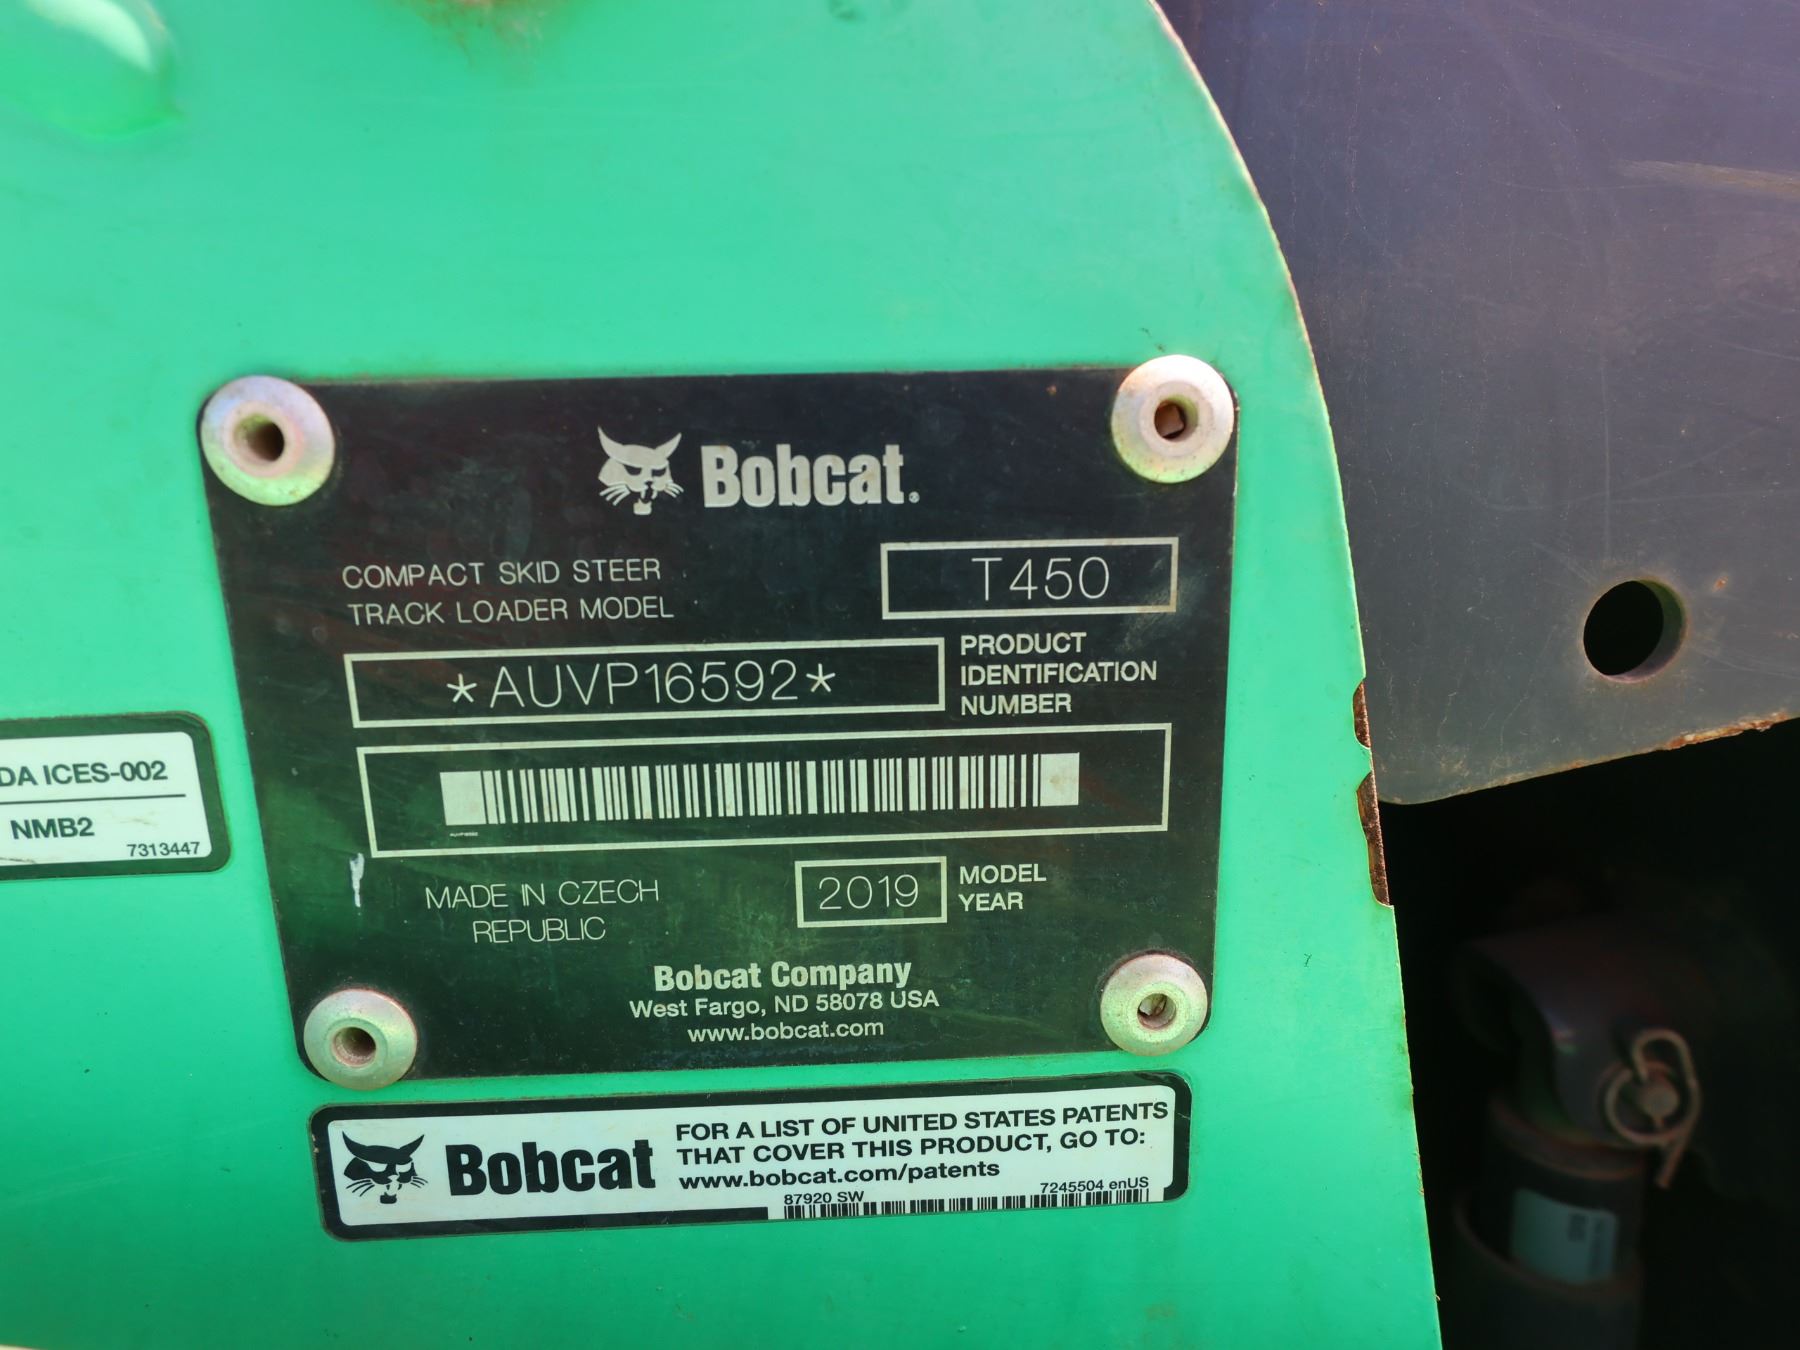 Bobcat®
COMPACT SKID STEER
TRACK LOADER MODEL
T450
*AUVP16592*
PRODUCT
IDENTIFICATION
NUMBER
AUVP16592
MADE IN CZECH
REPUBLIC
2019
MODEL
YEAR
Bobcat Company
West Fargo, ND 58078 USA
www.bobcat.com
DA ICES-002
NMB2
7313447
Bobcat
FOR A LIST OF UNITED STATES PATENTS
THAT COVER THIS PRODUCT, GO TO:
www.bobcat.com/patents
87920 SW
7245504 enUS